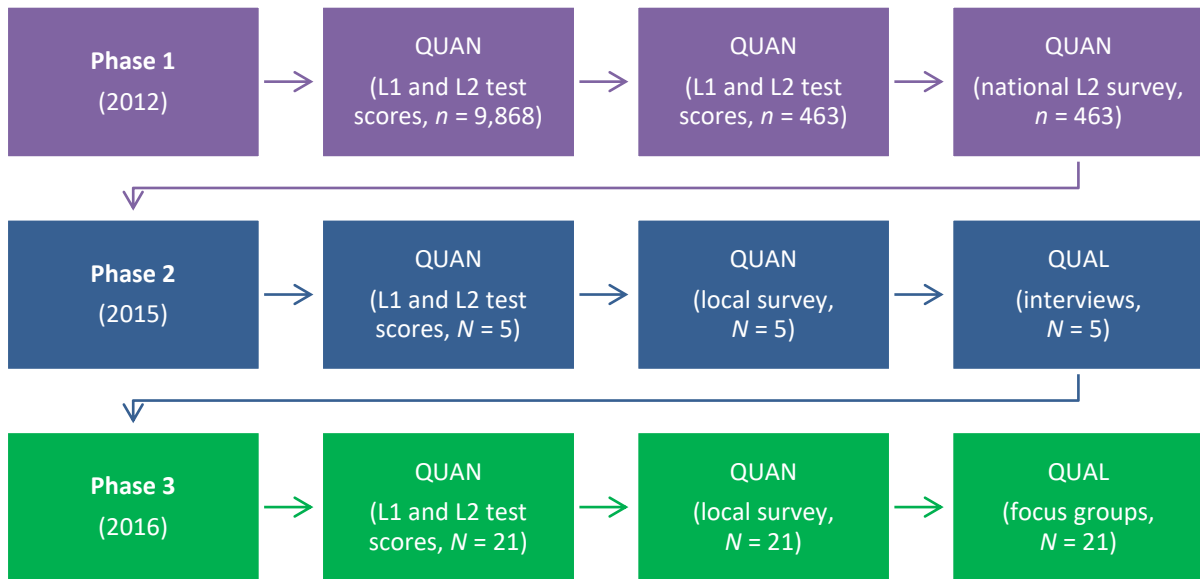 Phase 1
(2012)
QUAN
(L1 and L2 test
scores, n = 9,868)
QUAN
(L1 and L2 test
scores, n = 463)
QUAN
(national L2 survey,
n = 463)
Phase 2
(2015)
QUAN
(L1 and L2 test
scores, N = 5)
QUAN
(local survey,
N = 5)
QUAL
(interviews,
N = 5)
Phase 3
(2016)
QUAN
(L1 and L2 test
scores, N = 21)
QUAN
(local survey,
N = 21)
QUAL
(focus groups,
N = 21)